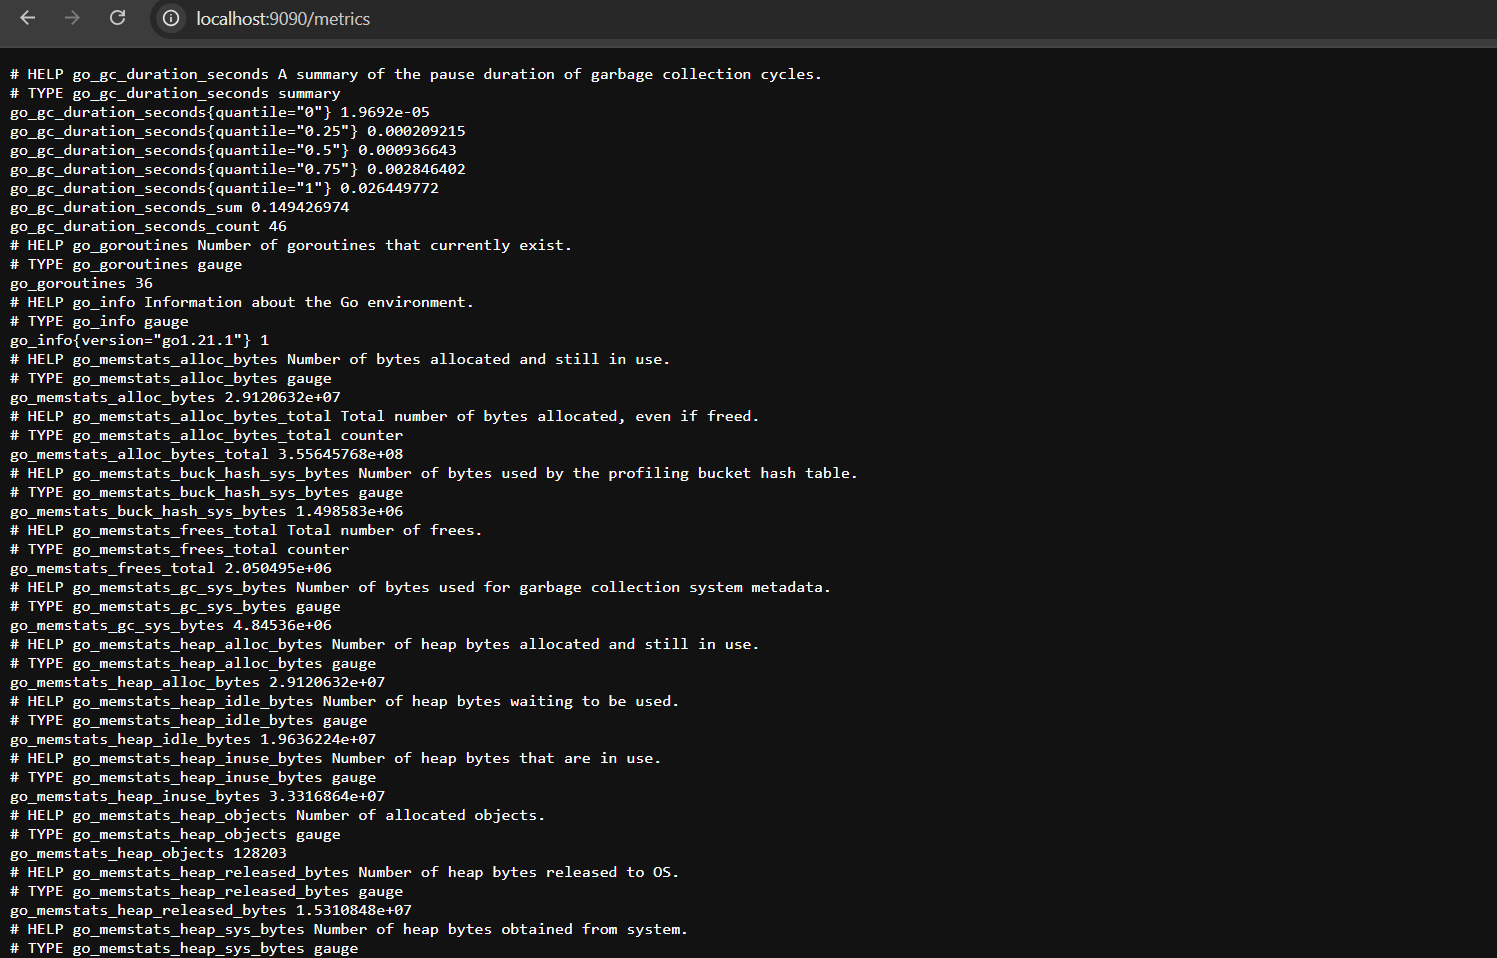 localhost:9090/metrics
# HELP go_gc_duration_seconds A summary of the pause duration of garbage collection cycles.
# TYPE go_gc_duration_seconds summary
go_gc_duration_seconds{quantile="0"} 1.9692e-05
go_gc_duration_seconds{quantile="0.25"} 0.000209215
go_gc_duration_seconds{quantile="0.5"} 0.000936643
go_gc_duration_seconds{quantile="0.75"} 0.002846402
go_gc_duration_seconds{quantile="1"} 0.026449772
go_gc_duration_seconds_sum 0.149426974
go_gc_duration_seconds_count 46
# HELP go_goroutines Number of goroutines that currently exist.
# TYPE go_goroutines gauge
go_goroutines 36
# HELP go_info Information about the Go environment.
# TYPE go_info gauge
go_info{version="go1.21.1"} 1
# HELP go_memstats_alloc_bytes Number of bytes allocated and still in use.
# TYPE go_memstats_alloc_bytes gauge
go_memstats_alloc_bytes 2.9120632e+07
# HELP go_memstats_alloc_bytes_total Total number of bytes allocated, even if freed.
# TYPE go_memstats_alloc_bytes_total counter
go_memstats_alloc_bytes_total 3.55645768e+08
# HELP go_memstats_buck_hash_sys_bytes Number of bytes used by the profiling bucket hash table.
# TYPE go_memstats_buck_hash_sys_bytes gauge
go_memstats_buck_hash_sys_bytes 1.498583e+06
# HELP go_memstats_frees_total Total number of frees.
# TYPE go_memstats_frees_total counter
go_memstats_frees_total 2.050495e+06
# HELP go_memstats_gc_sys_bytes Number of bytes used for garbage collection system metadata.
# TYPE go_memstats_gc_sys_bytes gauge
go_memstats_gc_sys_bytes 4.84536e+06
# HELP go_memstats_heap_alloc_bytes Number of heap bytes allocated and still in use.
# TYPE go_memstats_heap_alloc_bytes gauge
go_memstats_heap_alloc_bytes 2.9120632e+07
# HELP go_memstats_heap_idle_bytes Number of heap bytes waiting to be used.
# TYPE go_memstats_heap_idle_bytes gauge
go_memstats_heap_idle_bytes 1.9636224e+07
# HELP go_memstats_heap_inuse_bytes Number of heap bytes that are in use.
# TYPE go_memstats_heap_inuse_bytes gauge
go_memstats_heap_inuse_bytes 3.3316864e+07
# HELP go_memstats_heap_objects Number of allocated objects.
# TYPE go_memstats_heap_objects gauge
go_memstats_heap_objects 128203
# HELP go_memstats_heap_released_bytes Number of heap bytes released to OS.
# TYPE go_memstats_heap_released_bytes gauge
go_memstats_heap_released_bytes 1.5310848e+07
# HELP go_memstats_heap_sys_bytes Number of heap bytes obtained from system.
# TYPE go_memstats_heap_sys_bytes gauge